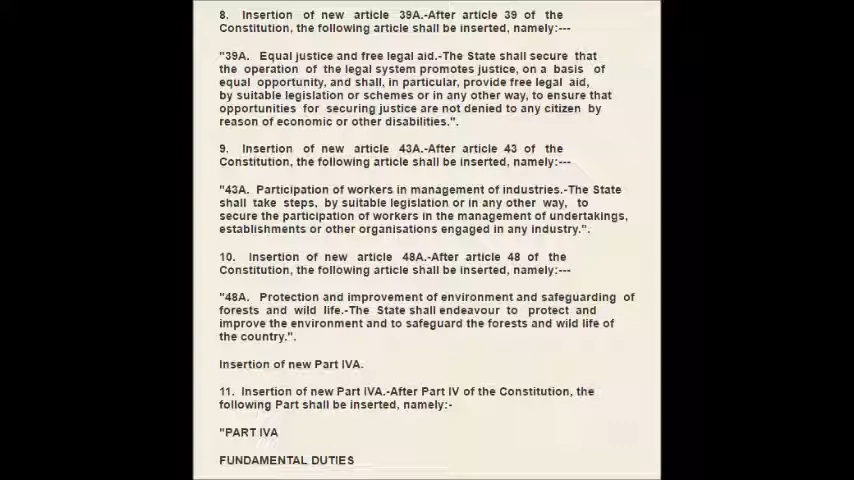 8. Insertion of new article 39A.-After article 39 of the
Constitution, the following article shall be inserted, namely:---
"39A. Equal justice and free legal aid.-The State shall secure that
the operation of the legal system promotes justice, on a basis of
equal opportunity, and shall, in particular, provide free legal aid,
by suitable legislation or schemes or in any other way, to ensure that
opportunities for securing justice are not denied to any citizen by
reason of economic or other disabilities.".
9. Insertion of new article 43A.-After article 43 of the
Constitution, the following article shall be inserted, namely:---
"43A. Participation of workers in management of industries.-The State
shall take steps, by suitable legislation or in any other way, to
secure the participation of workers in the management of undertakings,
establishments or other organisations engaged in any industry.".
10. Insertion of new article 48A.-After article 48 of the
Constitution, the following article shall be inserted, namely:---
"48A. Protection and improvement of environment and safeguarding of
forests and wild life.-The State shall endeavour to protect and
improve the environment and to safeguard the forests and wild life of
the country.".
Insertion of new Part IVA.
11. Insertion of new Part IVA.-After Part IV of the Constitution, the
following Part shall be inserted, namely:-
"PART IVA
FUNDAMENTAL DUTIES